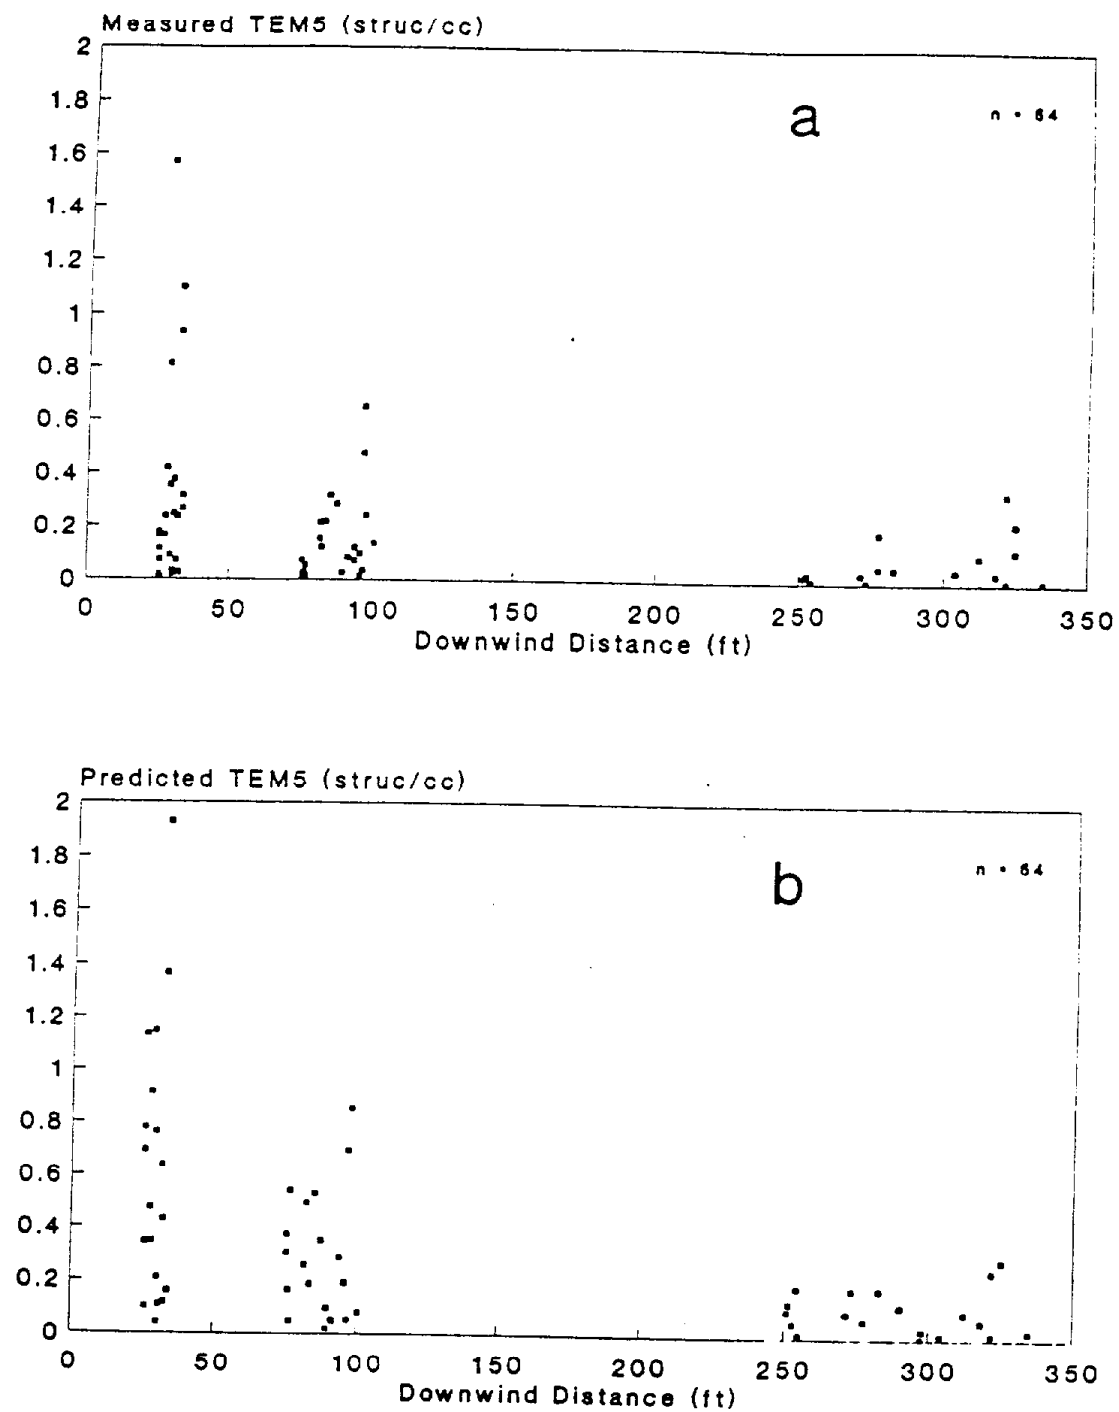 Measured TEM5 (struc/cc)
2
1.8
a
n = 64
1.6
1.4
1.2
1
0.8
0.6
0.4
0.2
0
0 50 100 150 200 250 300 350
Downwind Distance (ft)
Predicted TEM5 (struc/cc)
2
1.8
b
n = 64
1.6
1.4
1.2
1
0.8
0.6
0.4
0.2
0
0 50 100 150 200 250 300 350
Downwind Distance (ft)